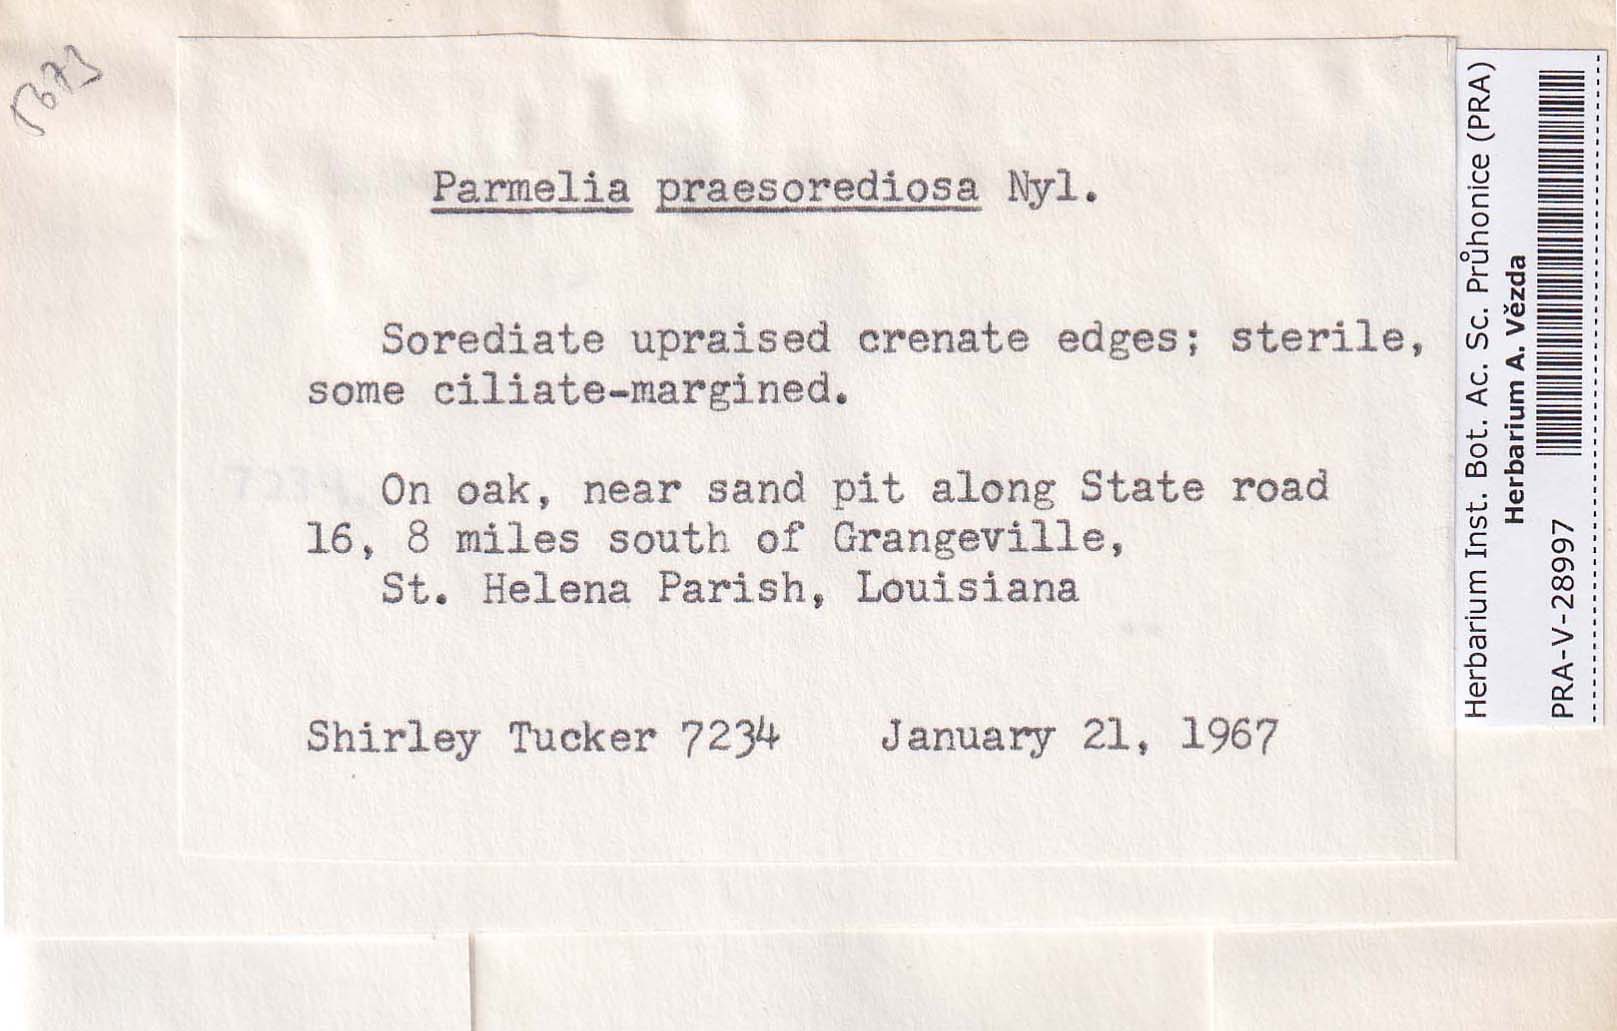 Parmelia praesorediosa Nyl.
Sorediate upraised crenate edges; sterile,
some ciliate-margined.
On oak, near sand pit along State road
16, 8 miles south of Grangeville,
St. Helena Parish, Louisiana
Shirley Tucker 7234 January 21, 1967
Herbarium Inst. Bot. Ac. Sc. Průhonice (PRA)
Herbarium A. Vězda
PRA-V-28997